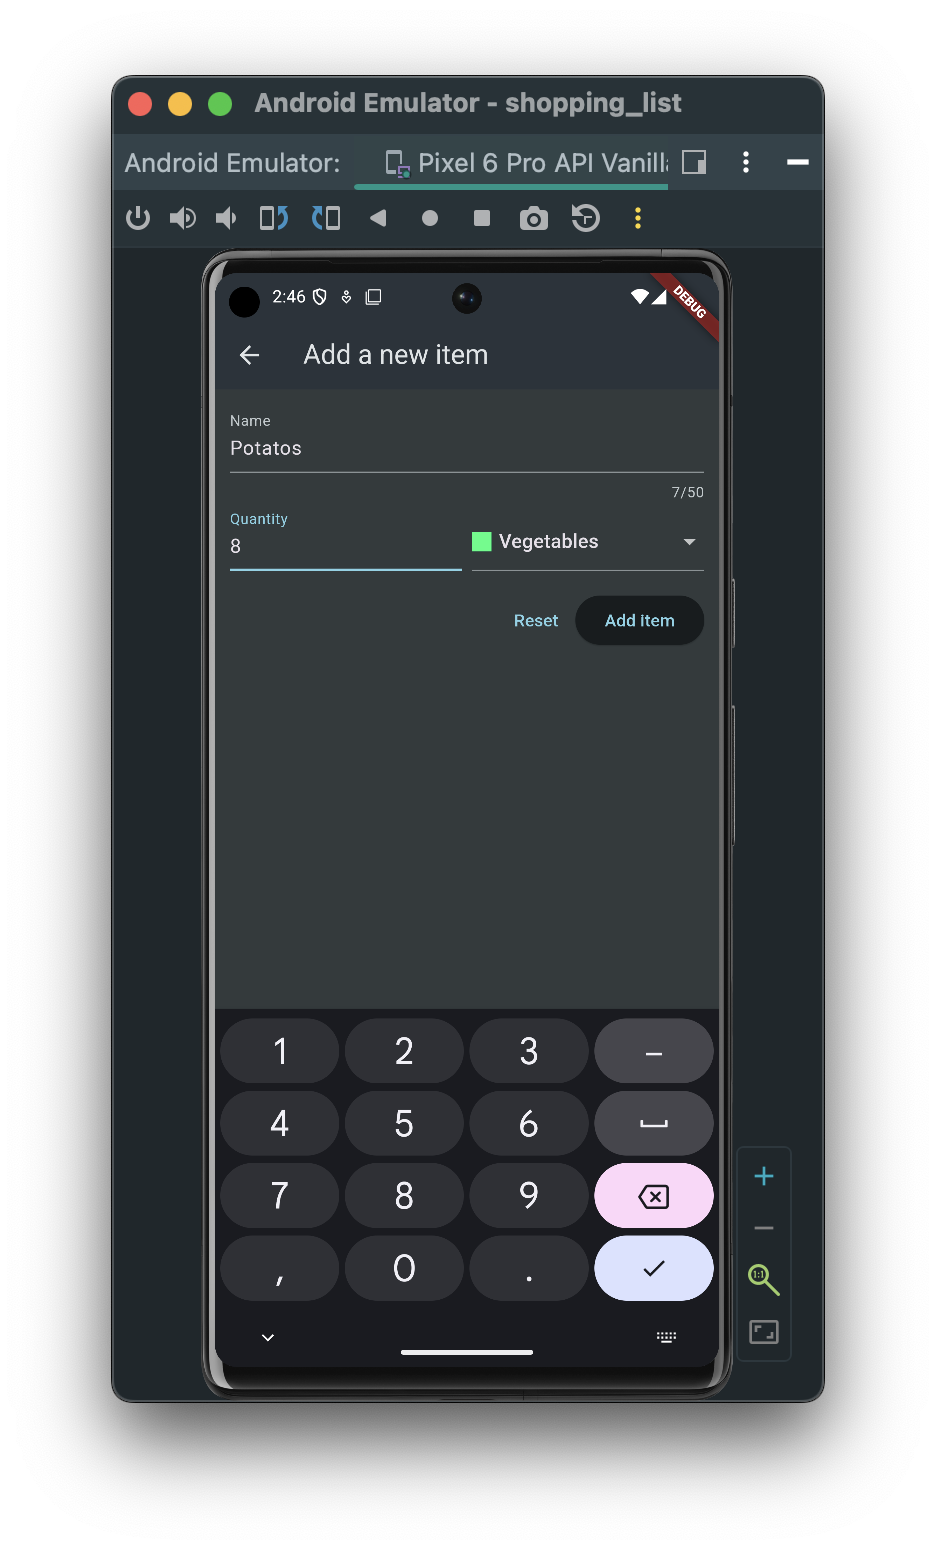 Android Emulator - shopping_list
Android Emulator: Pixel 6 Pro API Vanill
2:46
DEBUG
Add a new item
Name
Potatos
7/50
Quantity
8
Vegetables
Reset Add item
1 2 3 –
4 5 6
7 8 9
, 0 .
1:1